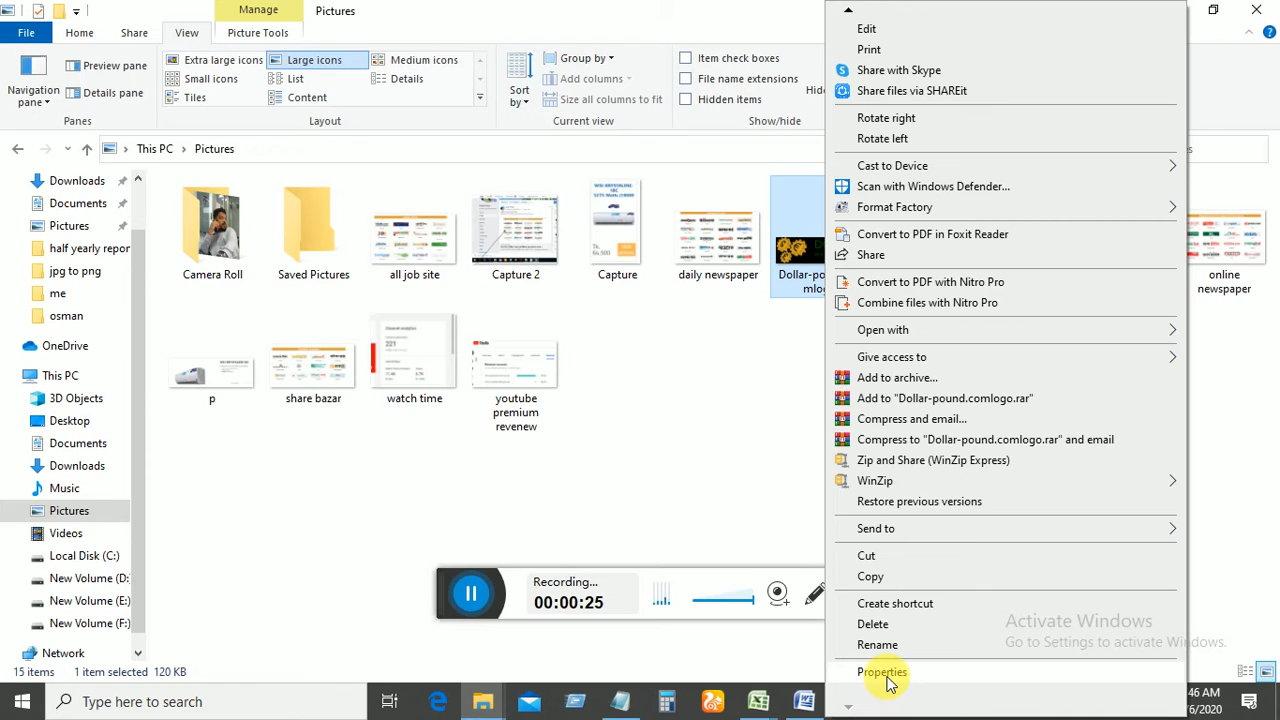 Manage
Pictures
File
Home
Share
View
Picture Tools
Navigation
pane
Preview pane
Details pane
Panes
Extra large icons
Large icons
Medium icons
Small icons
List
Details
Tiles
Content
Layout
Sort
by
Group by
Add columns
Size all columns to fit
Current view
Item check boxes
File name extensions
Hidden items
Show/hide
This PC
Pictures
Downloads
Documents
Pictures
half year ny repor
jpg to png
me
osman
OneDrive
This PC
3D Objects
Desktop
Documents
Downloads
Music
Pictures
Videos
Local Disk (C:)
New Volume (D:
New Volume (E:)
New Volume (F:)
Network
Camera Roll
Saved Pictures
all job site
Capture 2
Capture
daily newspaper
Dollar-po
mlog
online
newspaper
p
share bazar
watch time
youtube
premium
revenew
Recording...
00:00:25
Edit
Print
Share with Skype
Share files via SHAREit
Rotate right
Rotate left
Cast to Device
Scan with Windows Defender...
Format Factory
Convert to PDF in Foxit Reader
Share
Convert to PDF with Nitro Pro
Combine files with Nitro Pro
Open with
Give access to
Add to archive...
Add to "Dollar-pound.comlogo.rar"
Compress and email...
Compress to "Dollar-pound.comlogo.rar" and email
Zip and Share (WinZip Express)
WinZip
Restore previous versions
Send to
Cut
Copy
Create shortcut
Delete
Rename
Properties
Activate Windows
Go to Settings to activate Windows.
15 items
1 item selected
120 KB
Type here to search
:46 AM
/6/2020